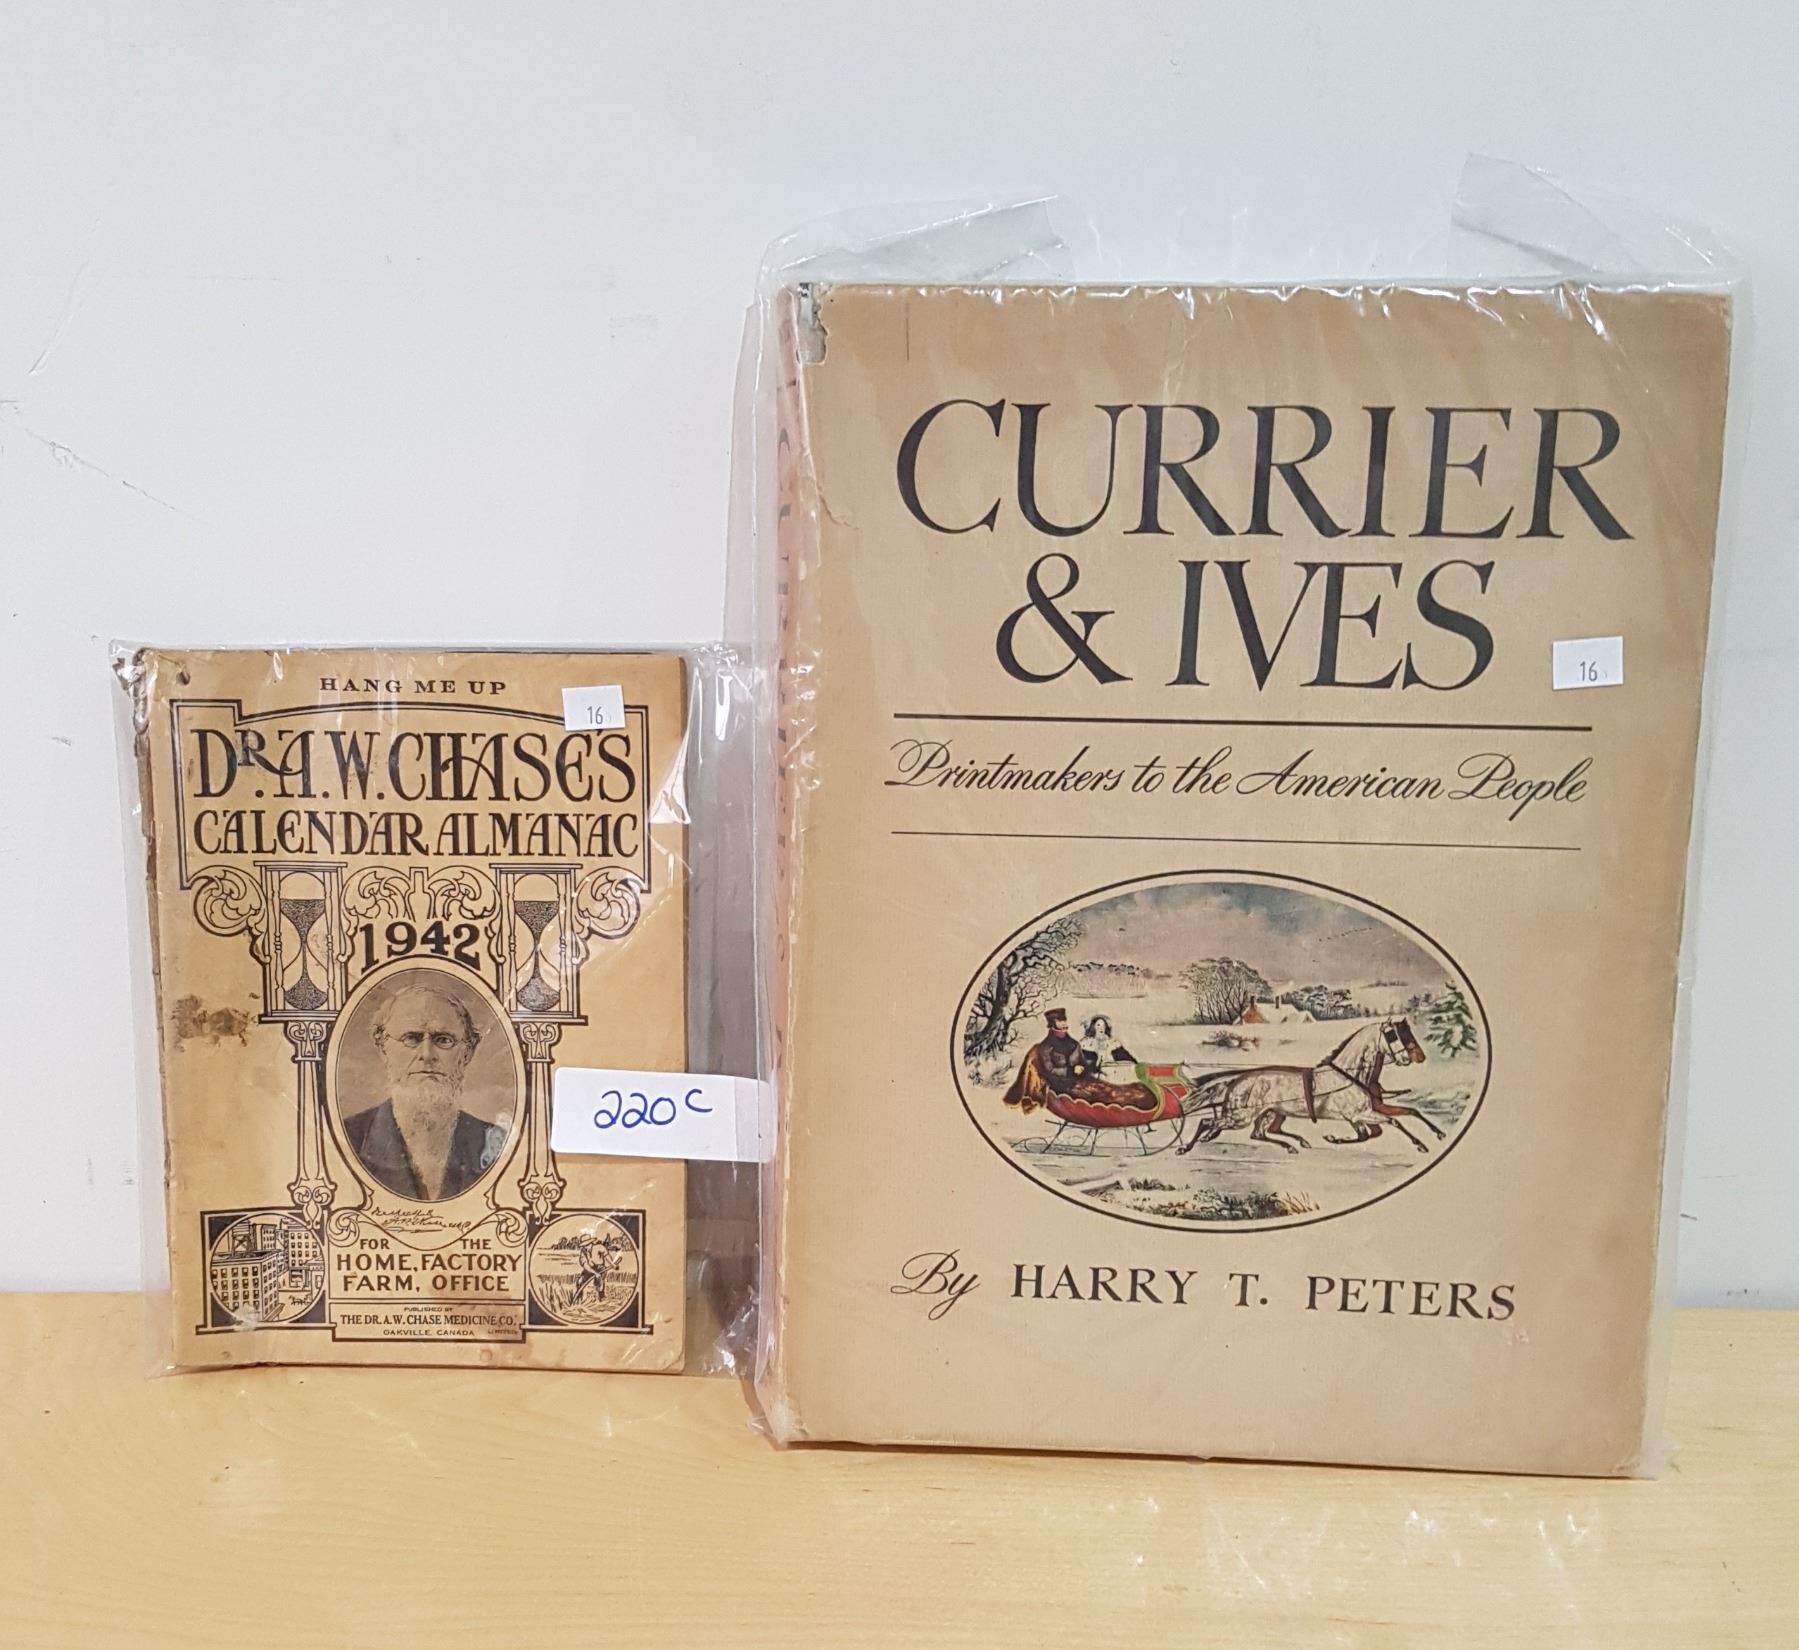 HANG ME UP
16
DR. A.W. CHASE'S
CALENDAR ALMANAC
1942
FOR THE
HOME, FACTORY
FARM, OFFICE
PUBLISHED BY
THE DR. A.W. CHASE MEDICINE CO.
OAKVILLE, CANADA LIMITED
220C
CURRIER
& IVES
16
Printmakers to the American People
By HARRY T. PETERS